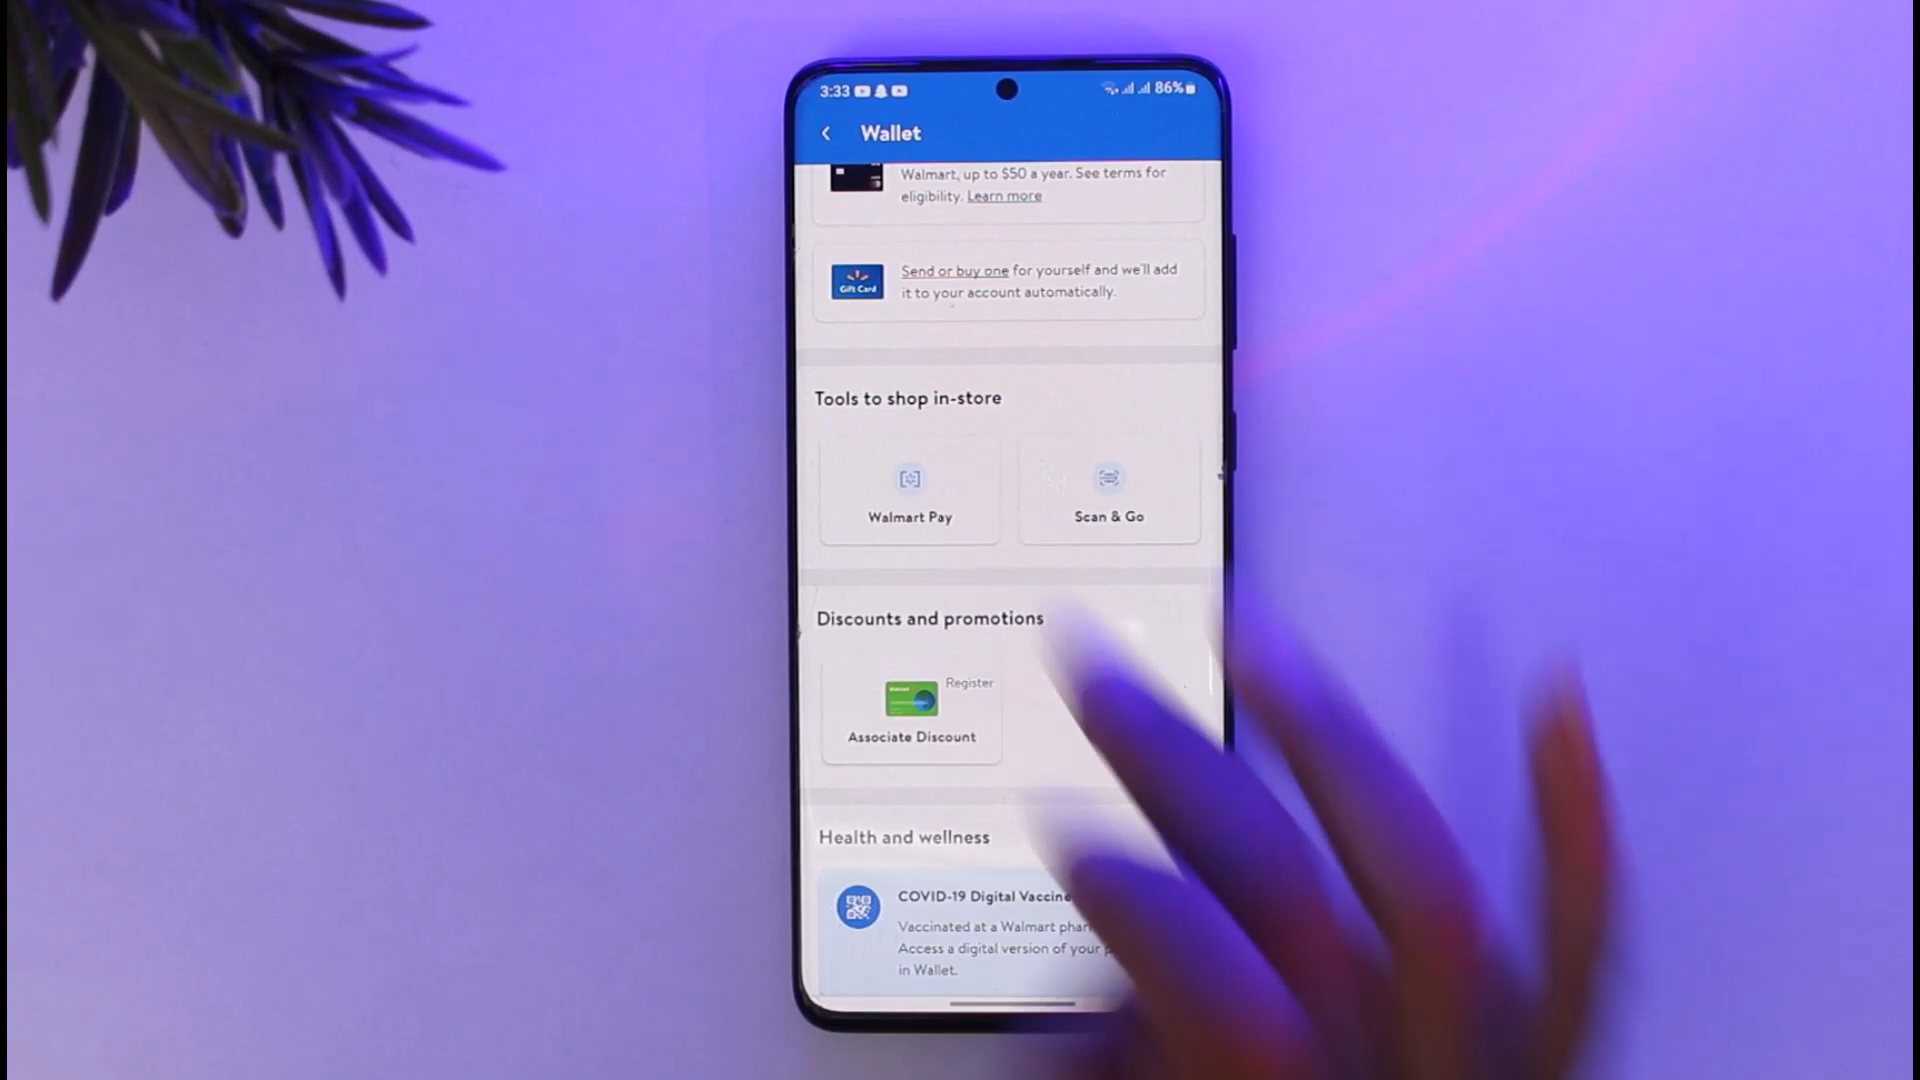 3:33
86%
Wallet
Walmart, up to $50 a year. See terms for
eligibility. Learn more
Gift Card
Send or buy one for yourself and we'll add
it to your account automatically.
Tools to shop in-store
Walmart Pay
Scan & Go
Discounts and promotions
Register
Associate Discount
Health and wellness
COVID-19 Digital Vaccine
Vaccinated at a Walmart
Access a digital version of your
in Wallet.